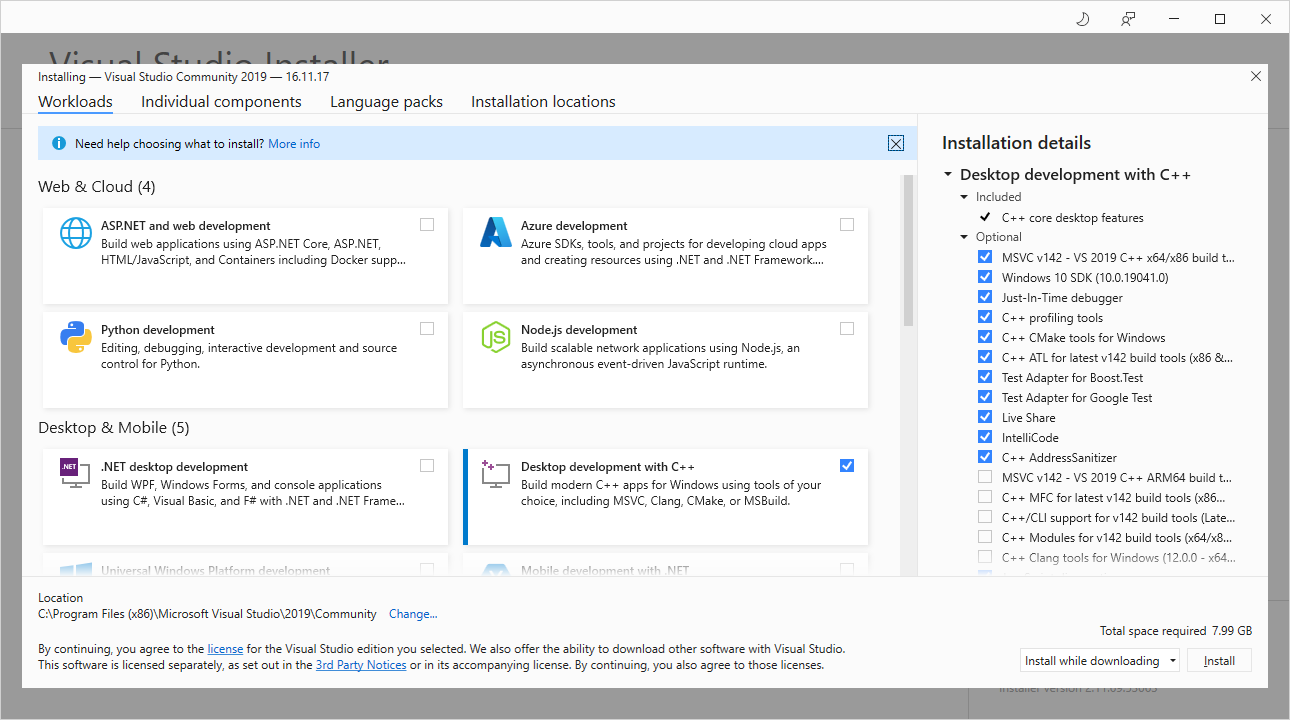 Visual Studio Installer
Installing — Visual Studio Community 2019 — 16.11.17
Workloads
Individual components
Language packs
Installation locations
Need help choosing what to install? More info
Web & Cloud (4)
ASP.NET and web development
Build web applications using ASP.NET Core, ASP.NET,
HTML/JavaScript, and Containers including Docker supp...
Azure development
Azure SDKs, tools, and projects for developing cloud apps
and creating resources using .NET and .NET Framework....
Python development
Editing, debugging, interactive development and source
control for Python.
Node.js development
Build scalable network applications using Node.js, an
asynchronous event-driven JavaScript runtime.
Desktop & Mobile (5)
.NET
.NET desktop development
Build WPF, Windows Forms, and console applications
using C#, Visual Basic, and F# with .NET and .NET Frame...
Desktop development with C++
Build modern C++ apps for Windows using tools of your
choice, including MSVC, Clang, CMake, or MSBuild.
Universal Windows Platform development
Mobile development with .NET
Installation details
Desktop development with C++
Included
C++ core desktop features
Optional
MSVC v142 - VS 2019 C++ x64/x86 build t...
Windows 10 SDK (10.0.19041.0)
Just-In-Time debugger
C++ profiling tools
C++ CMake tools for Windows
C++ ATL for latest v142 build tools (x86 &...
Test Adapter for Boost.Test
Test Adapter for Google Test
Live Share
IntelliCode
C++ AddressSanitizer
MSVC v142 - VS 2019 C++ ARM64 build t...
C++ MFC for latest v142 build tools (x86...
C++/CLI support for v142 build tools (Late...
C++ Modules for v142 build tools (x64/x8...
C++ Clang tools for Windows (12.0.0 - x64...
Location
C:\Program Files (x86)\Microsoft Visual Studio\2019\Community Change...
By continuing, you agree to the license for the Visual Studio edition you selected. We also offer the ability to download other software with Visual Studio.
This software is licensed separately, as set out in the 3rd Party Notices or in its accompanying license. By continuing, you also agree to those licenses.
Total space required 7.99 GB
Install while downloading
Install